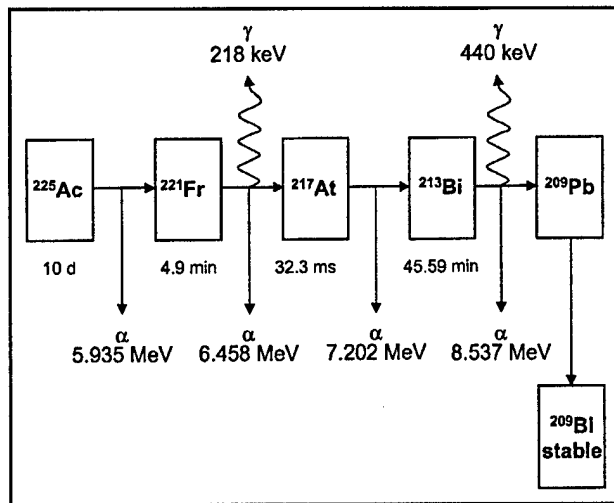 γ
218 keV
γ
440 keV
²²⁵Ac
²²¹Fr
²¹⁷At
²¹³Bi
²⁰⁹Pb
10 d
4.9 min
32.3 ms
45.59 min
α
5.935 MeV
α
6.458 MeV
α
7.202 MeV
α
8.537 MeV
²⁰⁹Bi
stable